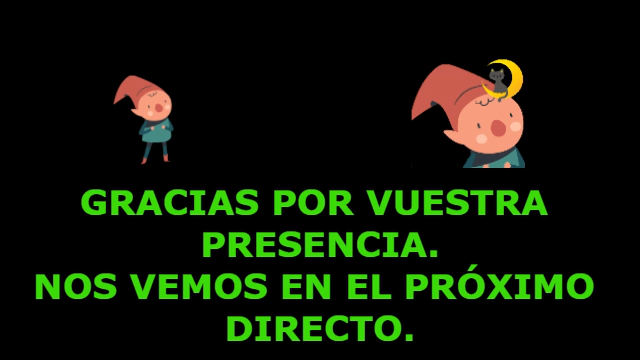 GRACIAS POR VUESTRA
PRESENCIA.
NOS VEMOS EN EL PRÓXIMO
DIRECTO.